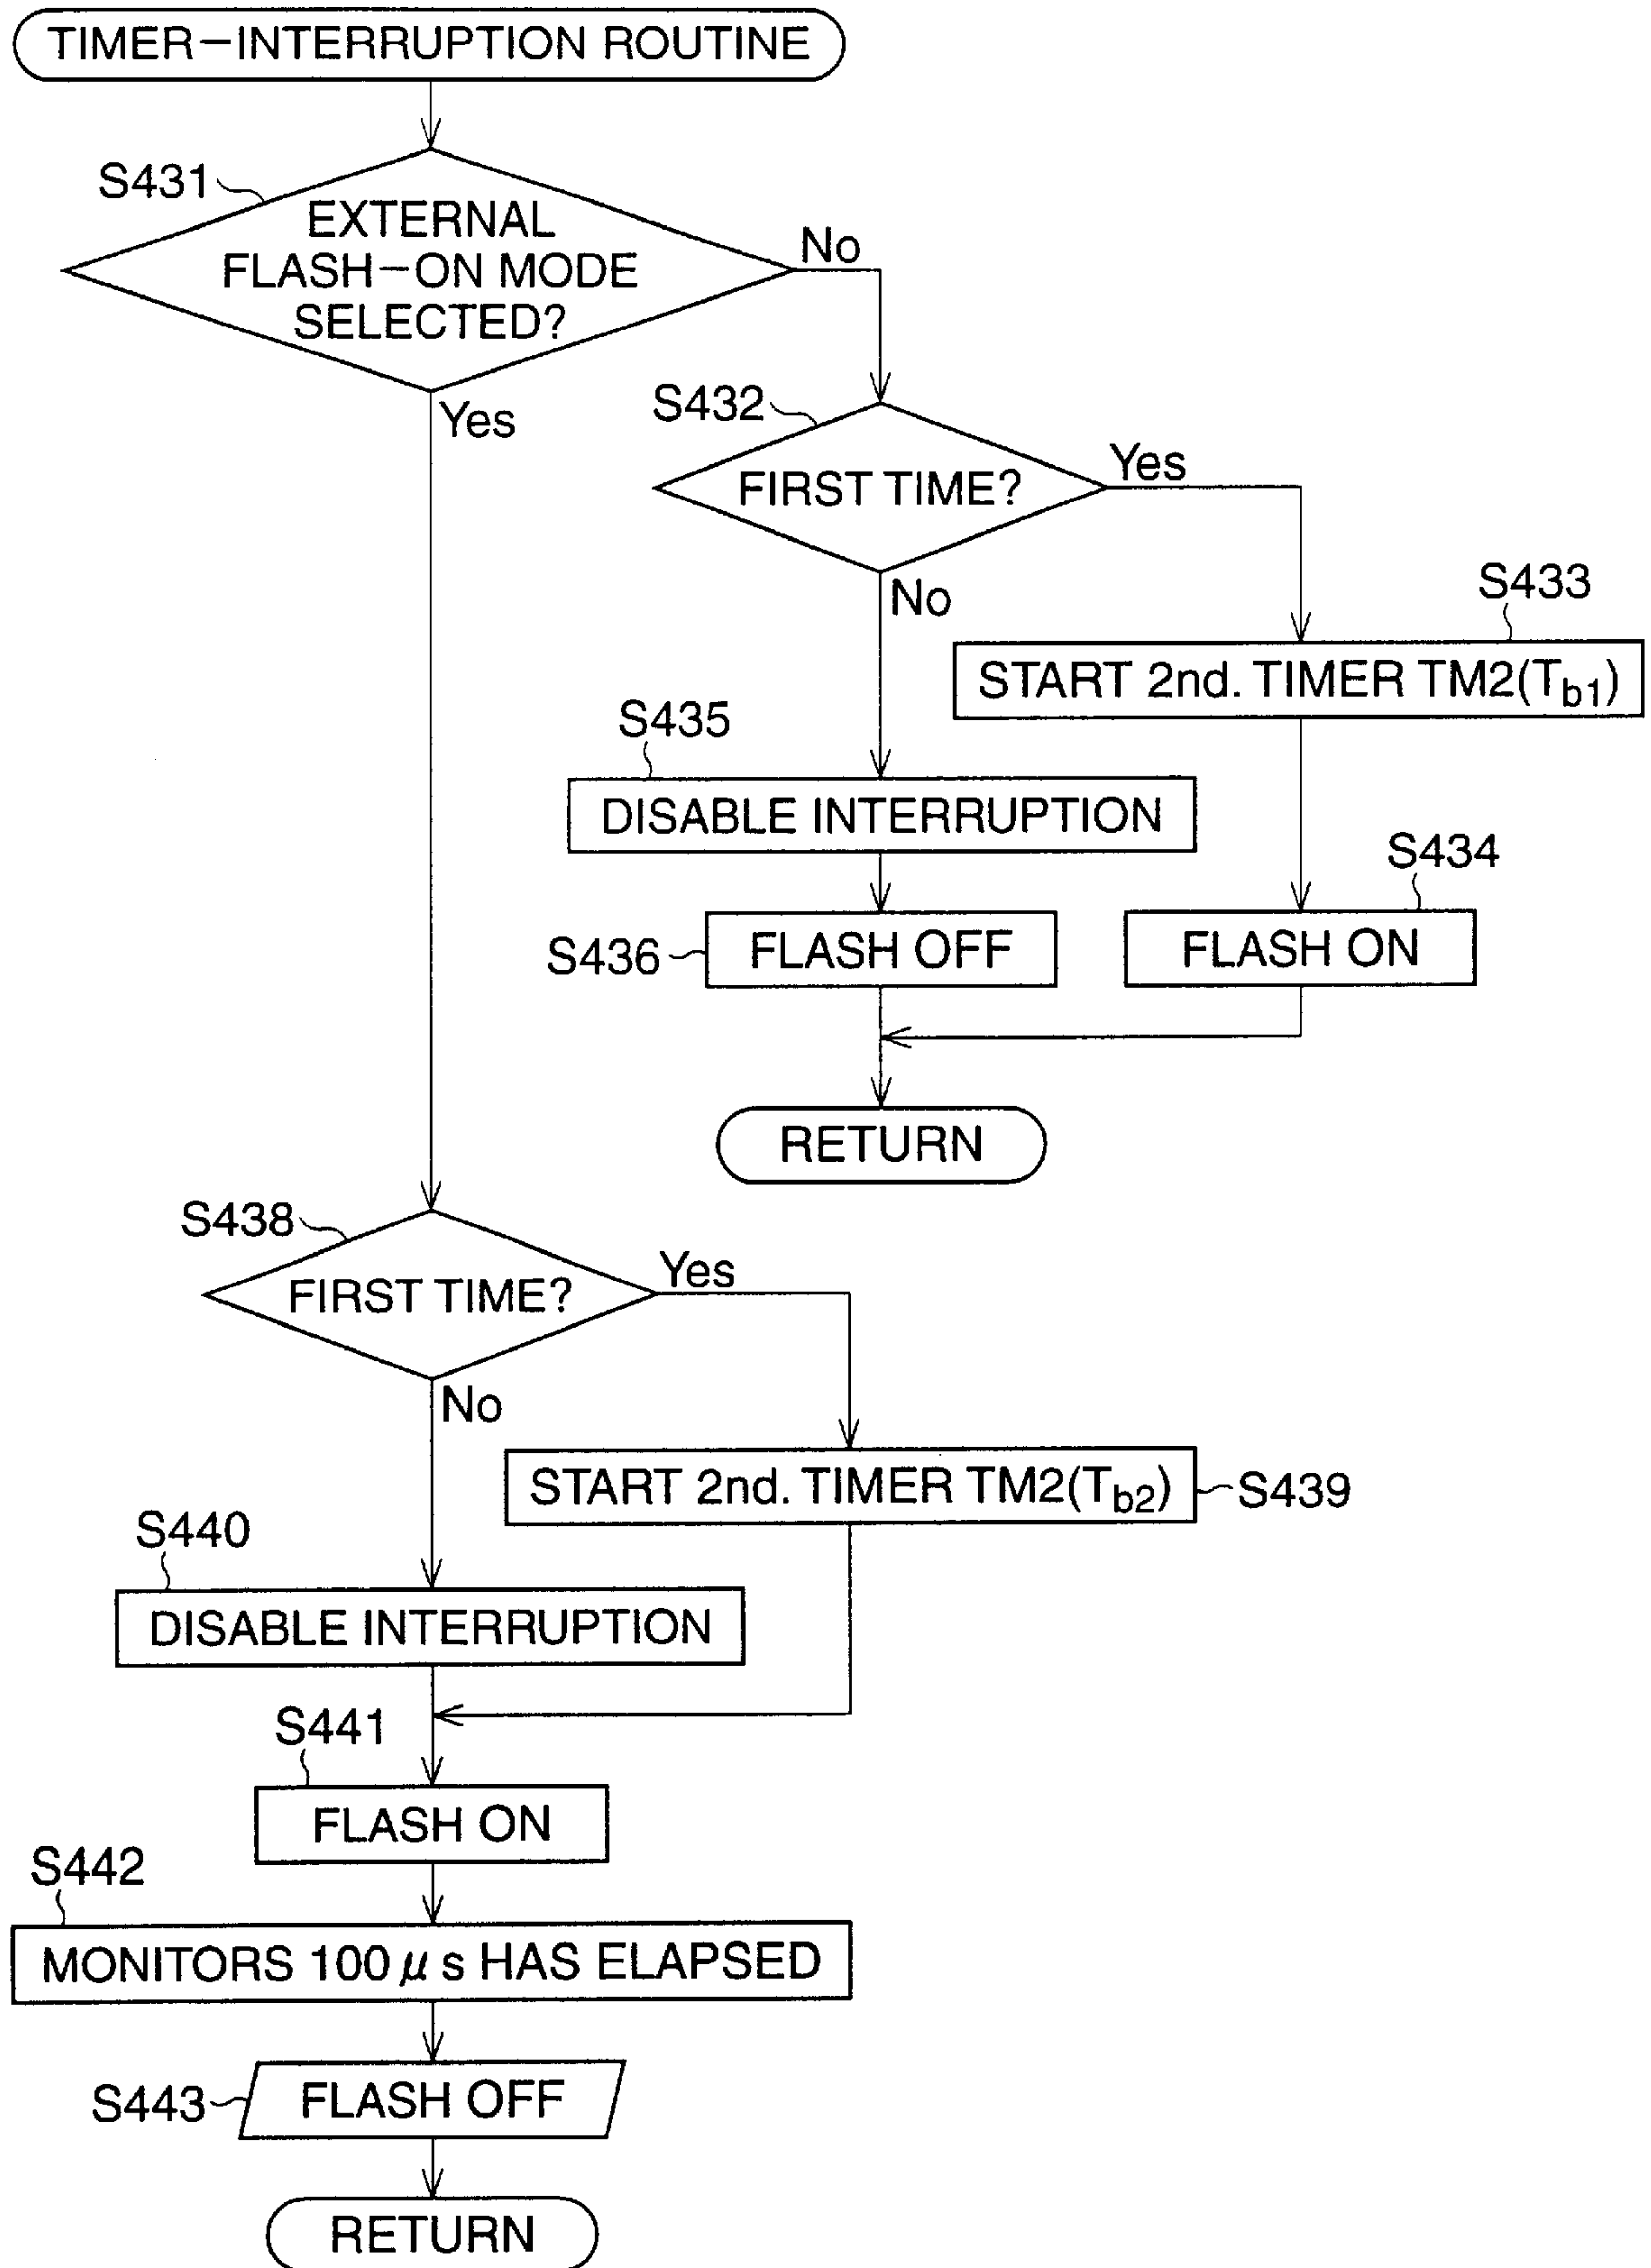 TIMER-INTERRUPTION ROUTINE
S431
EXTERNAL
FLASH-ON MODE
SELECTED?
No
Yes
S432
FIRST TIME?
Yes
No
S433
START 2nd. TIMER TM2(Tb1)
S435
DISABLE INTERRUPTION
S434
FLASH ON
S436
FLASH OFF
RETURN
S438
FIRST TIME?
Yes
No
START 2nd. TIMER TM2(Tb2)
S439
S440
DISABLE INTERRUPTION
S441
FLASH ON
S442
MONITORS 100 μs HAS ELAPSED
S443
FLASH OFF
RETURN